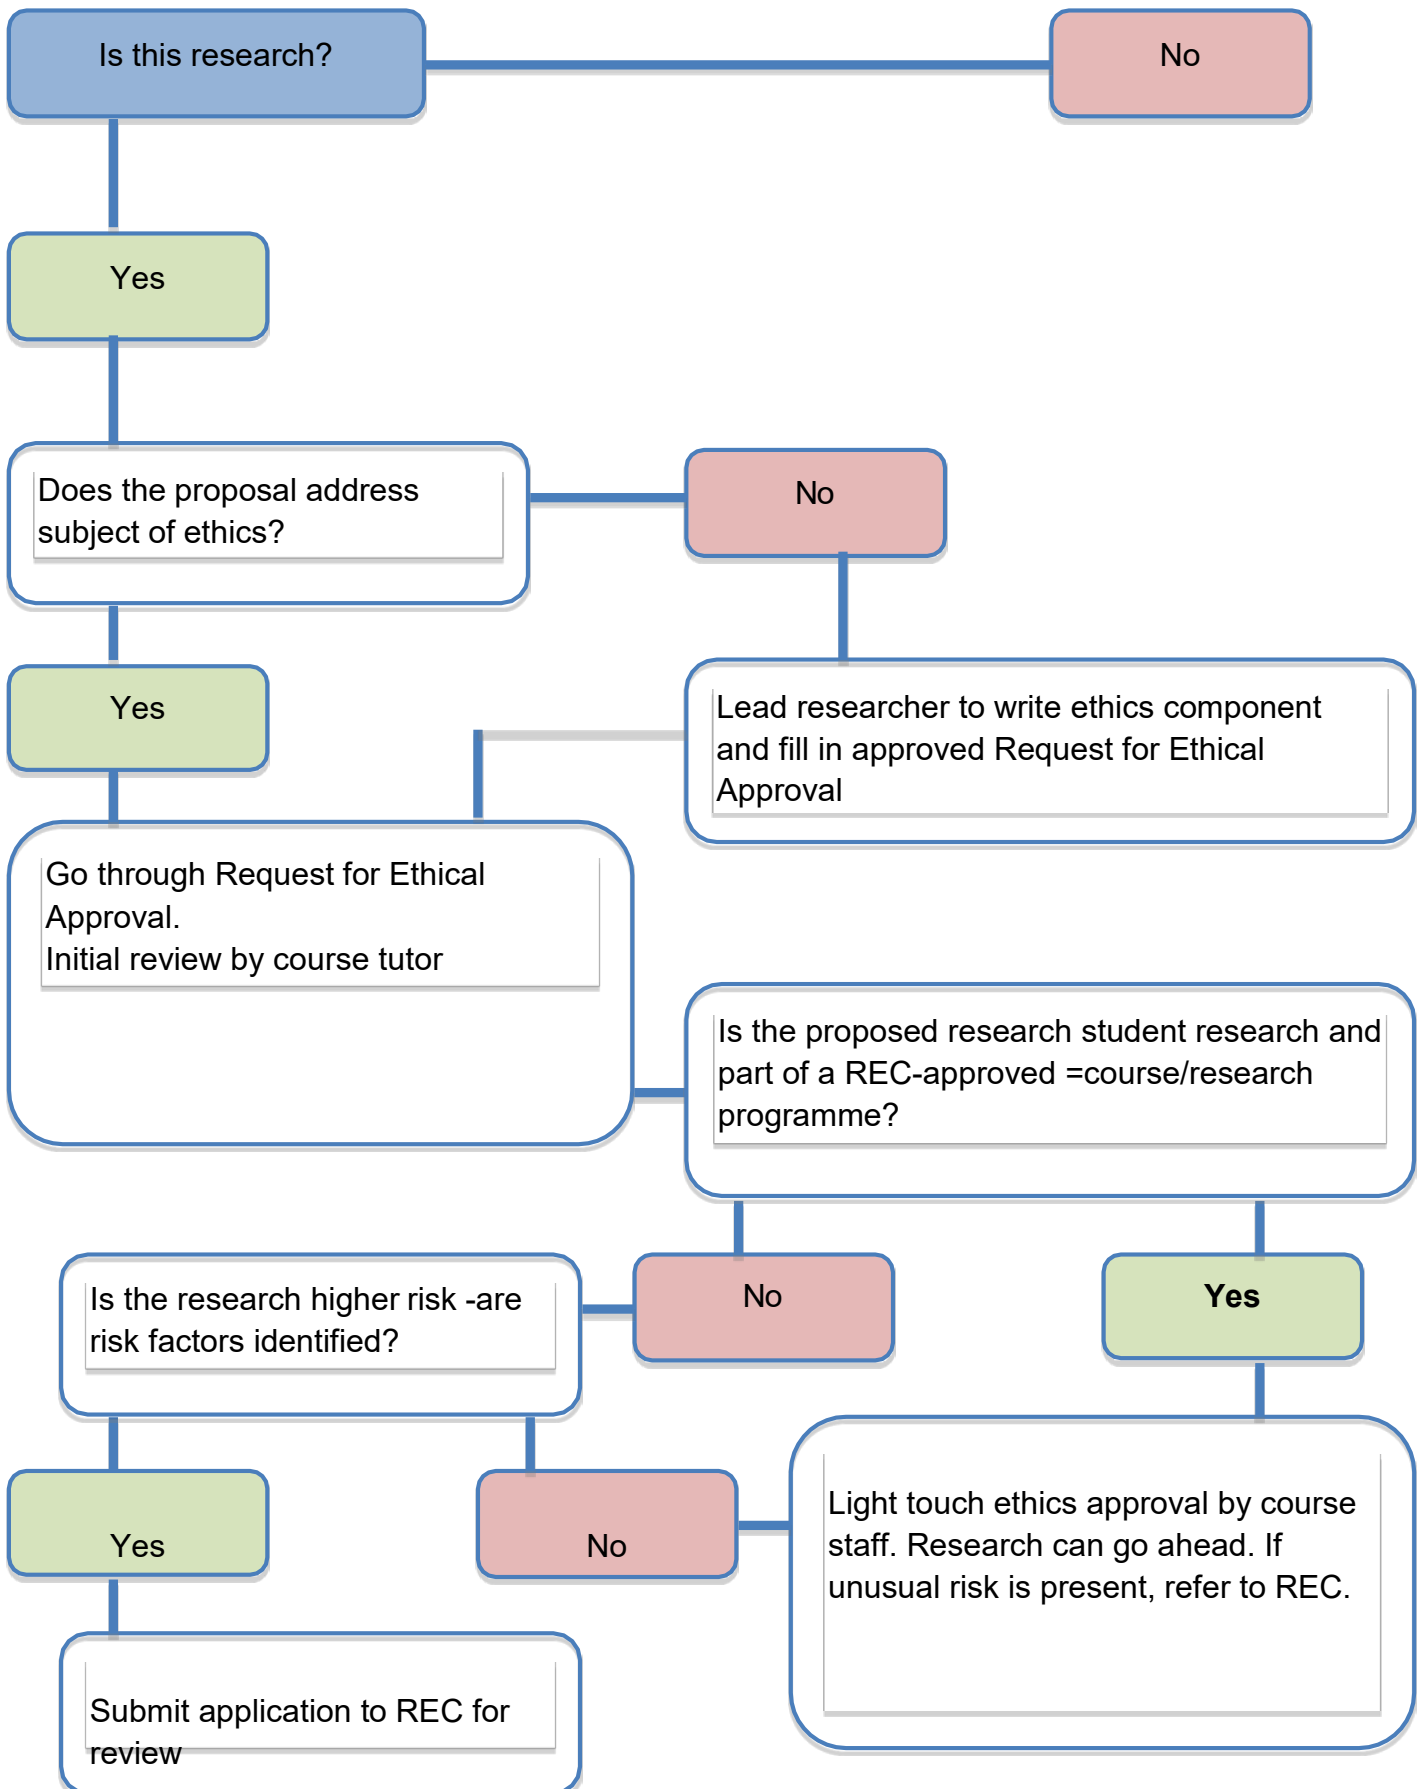 Is this research?
No
Yes
Does the proposal address
subject of ethics?
No
Yes
Lead researcher to write ethics component
and fill in approved Request for Ethical
Approval
Go through Request for Ethical
Approval.
Initial review by course tutor
Is the proposed research student research and
part of a REC-approved =course/research
programme?
No
Yes
Is the research higher risk -are
risk factors identified?
Yes
No
Light touch ethics approval by course
staff. Research can go ahead. If
unusual risk is present, refer to REC.
Submit application to REC for
review